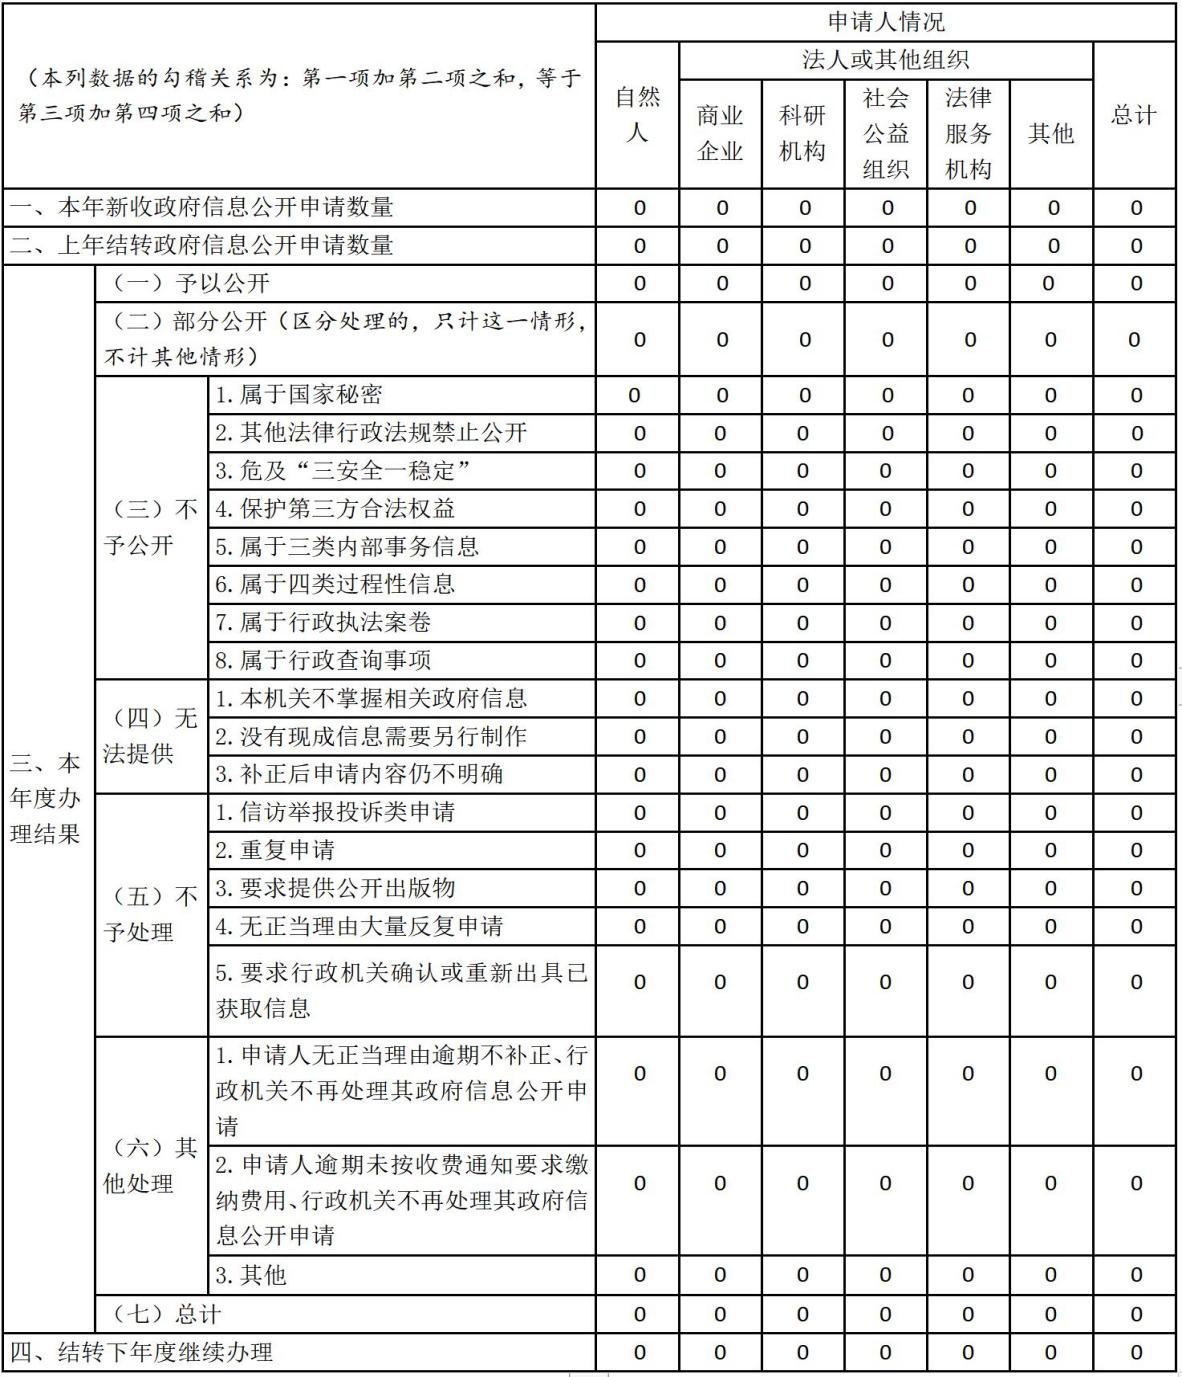 （本列数据的勾稽关系为：第一项加第二项之和，等于
第三项加第四项之和）
申请人情况
自然
人
法人或其他组织
总计
商业
企业
科研
机构
社会
公益
组织
法律
服务
机构
其他
一、本年新收政府信息公开申请数量 0 0 0 0 0 0 0
二、上年结转政府信息公开申请数量 0 0 0 0 0 0 0
三、本
年度办
理结果
（一）予以公开 0 0 0 0 0 0 0
（二）部分公开（区分处理的，只计这一情形，
不计其他情形） 0 0 0 0 0 0 0
（三）不
予公开
1.属于国家秘密 0 0 0 0 0 0 0
2.其他法律行政法规禁止公开 0 0 0 0 0 0 0
3.危及“三安全一稳定” 0 0 0 0 0 0 0
4.保护第三方合法权益 0 0 0 0 0 0 0
5.属于三类内部事务信息 0 0 0 0 0 0 0
6.属于四类过程性信息 0 0 0 0 0 0 0
7.属于行政执法案卷 0 0 0 0 0 0 0
8.属于行政查询事项 0 0 0 0 0 0 0
（四）无
法提供
1.本机关不掌握相关政府信息 0 0 0 0 0 0 0
2.没有现成信息需要另行制作 0 0 0 0 0 0 0
3.补正后申请内容仍不明确 0 0 0 0 0 0 0
（五）不
予处理
1.信访举报投诉类申请 0 0 0 0 0 0 0
2.重复申请 0 0 0 0 0 0 0
3.要求提供公开出版物 0 0 0 0 0 0 0
4.无正当理由大量反复申请 0 0 0 0 0 0 0
5.要求行政机关确认或重新出具已
获取信息 0 0 0 0 0 0 0
（六）其
他处理
1.申请人无正当理由逾期不补正、行
政机关不再处理其政府信息公开申
请 0 0 0 0 0 0 0
2.申请人逾期未按收费通知要求缴
纳费用、行政机关不再处理其政府信
息公开申请 0 0 0 0 0 0 0
3.其他 0 0 0 0 0 0 0
（七）总计 0 0 0 0 0 0 0
四、结转下年度继续办理 0 0 0 0 0 0 0